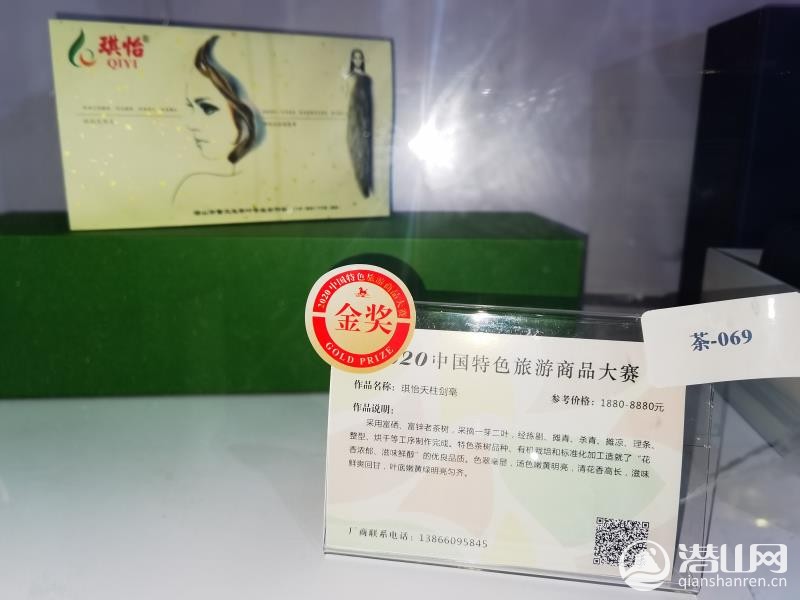 琪怡
QIYI
2020中国特色旅游商品大赛
金奖
GOLD PRIZE
茶-069
2020中国特色旅游商品大赛
作品名称：琪怡天柱剑毫
参考价格：1880-8880元
作品说明：
采用富硒、富锌老茶树，采摘一芽二叶，经拣剔、摊青、杀青、摊凉、理条、
整型、烘干等工序制作完成。特色茶树品种、有机栽培和标准化加工造就了“花
香浓郁、滋味鲜醇”的优良品质。色翠毫显，汤色嫩黄明亮，清花香高长，滋味
鲜爽回甘，叶底嫩黄绿明亮匀齐。
厂商联系电话：13866095845
潜山网
qianshanren.cn